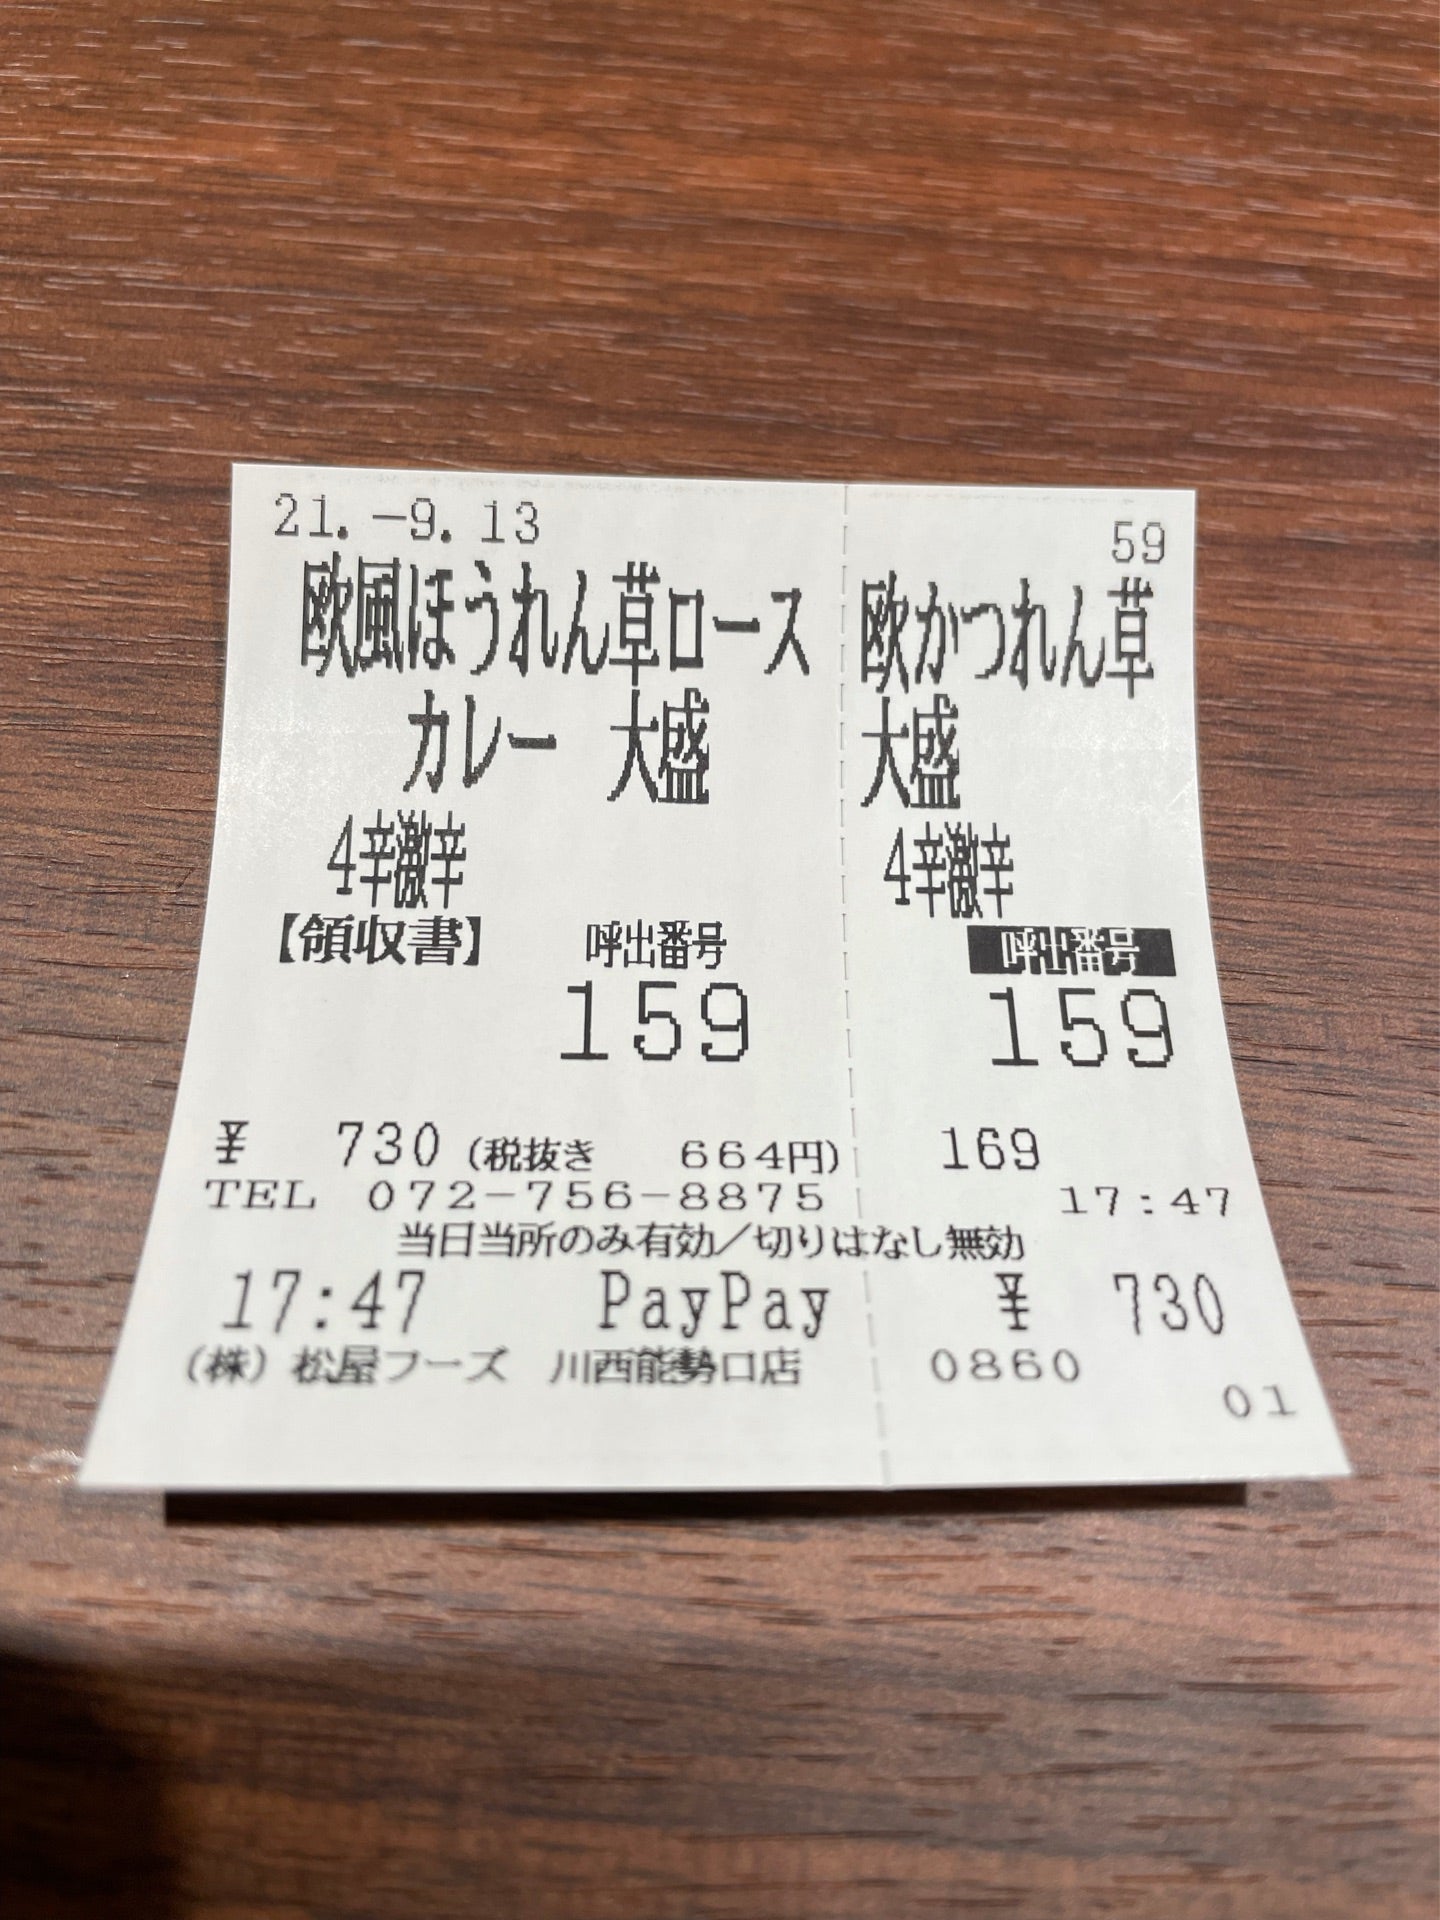 21.-9.13
59
欧風ほうれん草ロース
カレー 大盛
欧かつれん草
大盛
4辛激辛
4辛激辛
【領収書】 呼出番号
呼出番号
159
159
¥ 730 (税抜き 664円) 169
TEL 072-756-8875 17:47
当日当所のみ有効/切りはなし無効
17:47 PayPay ¥ 730
(株) 松屋フーズ 川西能勢口店 0860
01